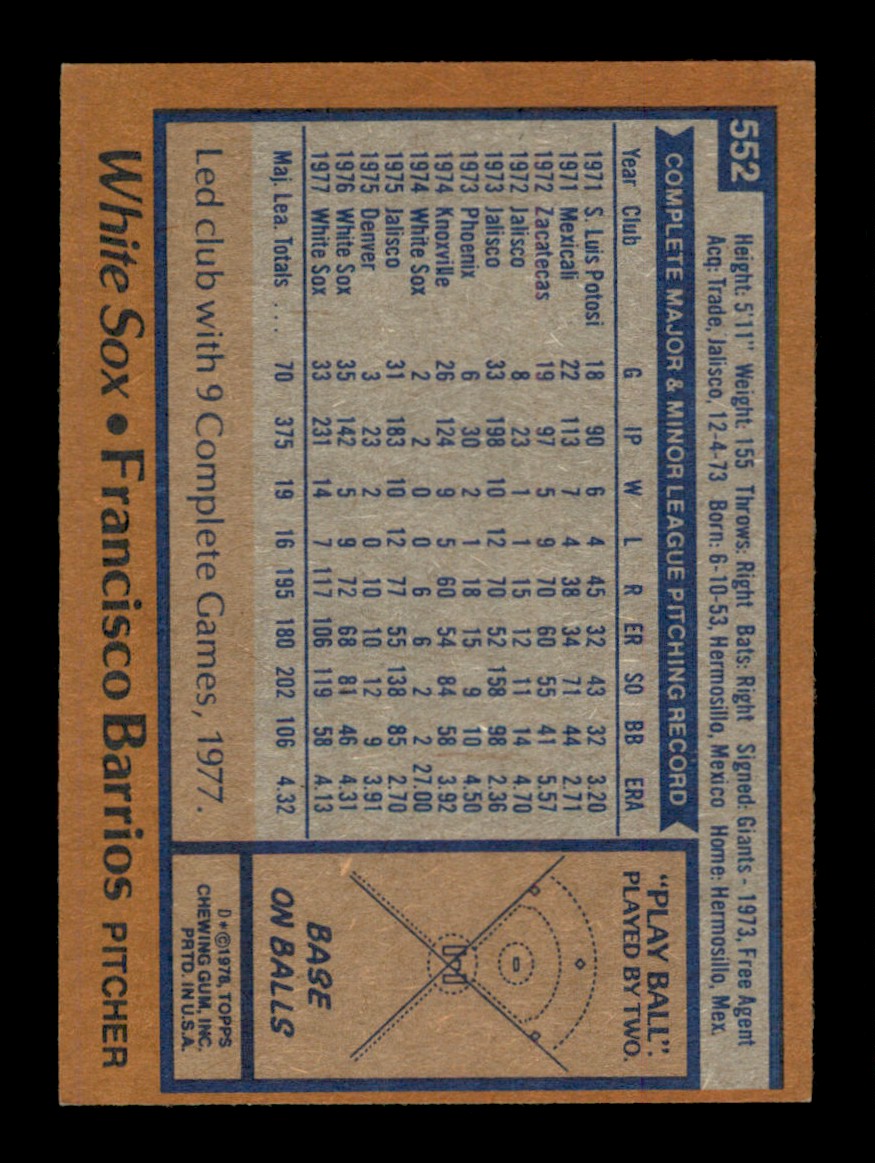 552
Height: 5'11" Weight: 155 Throws: Right Bats: Right Signed: Giants - 1973, Free Agent
Acq: Trade, Jalisco, 12-4-73 Born: 6-10-53, Hermosillo, Mexico Home: Hermosillo, Mex.
COMPLETE MAJOR & MINOR LEAGUE PITCHING RECORD
Year Club G IP W L R ER SO BB ERA
1971 S. Luis Potosi 18 90 6 4 45 32 43 32 3.20
1971 Mexicali 22 113 7 4 38 34 71 44 2.71
1972 Zacatecas 19 97 5 9 70 60 55 41 5.57
1972 Jalisco 8 23 1 1 15 12 11 14 4.70
1973 Jalisco 33 198 10 12 70 52 158 98 2.36
1973 Phoenix 6 30 2 1 18 15 9 10 4.50
1974 Knoxville 26 124 9 5 60 54 84 58 3.92
1974 White Sox 2 2 0 0 6 6 2 2 27.00
1975 Jalisco 31 183 10 12 77 55 138 85 2.70
1975 Denver 3 23 2 0 10 10 12 9 3.91
1976 White Sox 35 142 5 9 72 68 81 46 4.31
1977 White Sox 33 231 14 7 117 106 119 58 4.13
Maj. Lea. Totals ... 70 375 19 16 195 180 202 106 4.32
Led club with 9 Complete Games, 1977.
"PLAY BALL".
PLAYED BY TWO.
BASE
ON BALLS
D*©1978, TOPPS
CHEWING GUM, INC.
PRTD. IN U.S.A.
White Sox • Francisco Barrios PITCHER